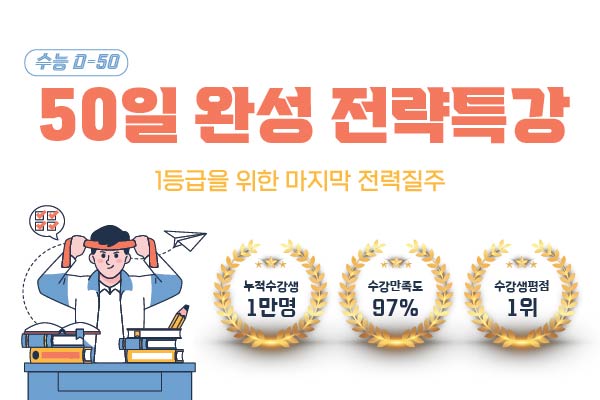 수능 D-50
50일 완성 전략특강
1등급을 위한 마지막 전력질주
누적수강생
1만명
수강만족도
97%
수강생평점
1위